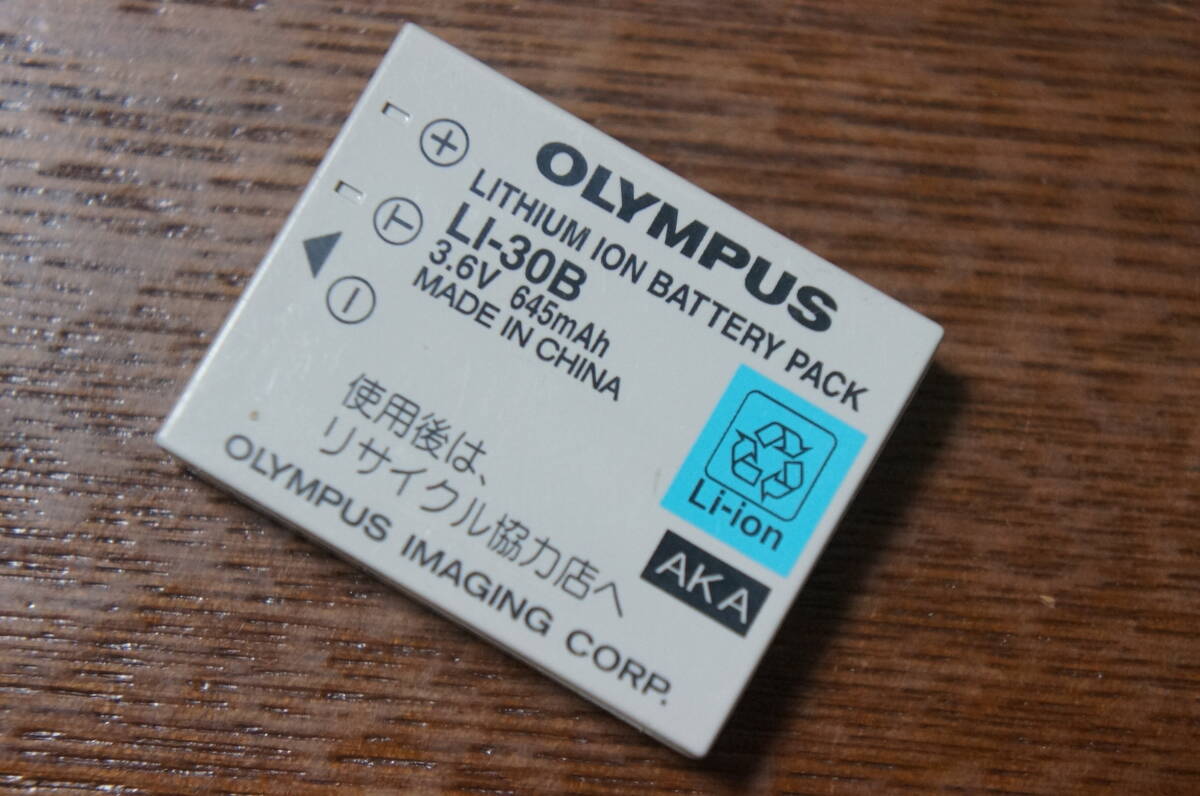 OLYMPUS
LITHIUM ION BATTERY PACK
LI-30B
3.6V 645mAh
MADE IN CHINA
+
T
−
使用後は、
リサイクル協力店へ
Li-ion
AKA
OLYMPUS IMAGING CORP.